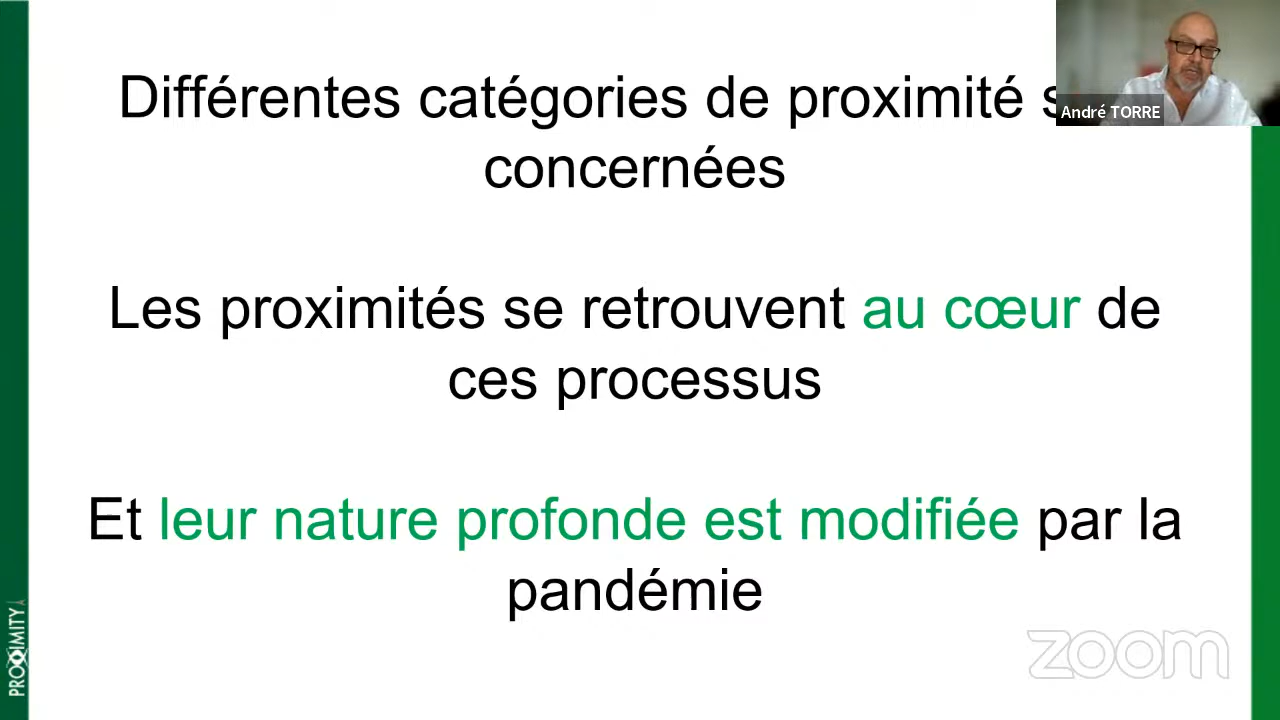 Différentes catégories de proximité
concernées
André TORRE
Les proximités se retrouvent au cœur de
ces processus
Et leur nature profonde est modifiée par la
pandémie
PROXIMITY
zoom